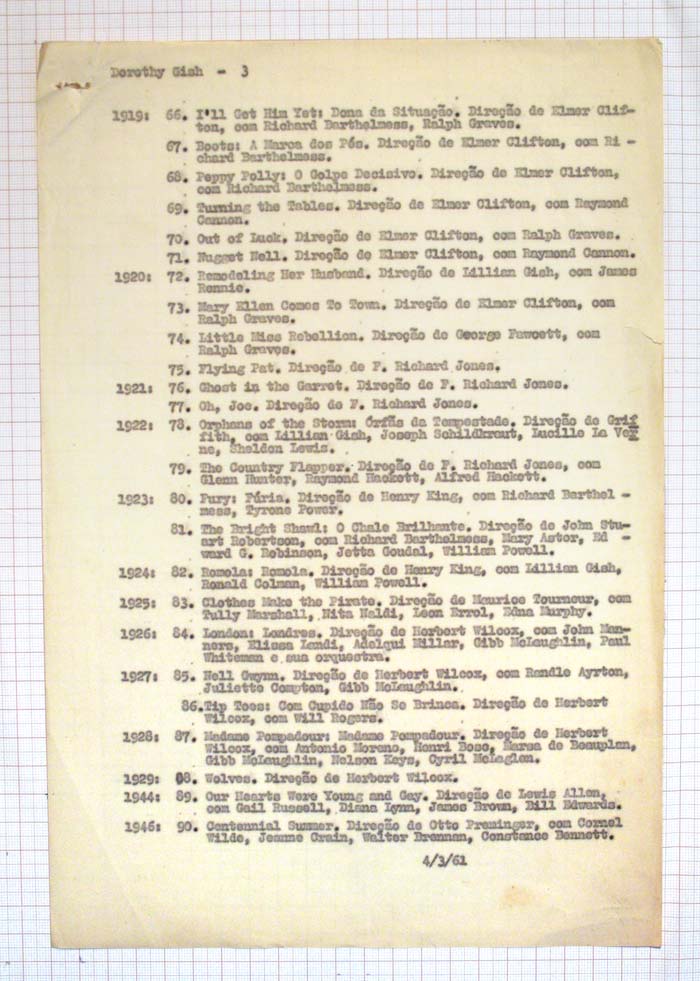 Dorothy Gish - 3
1919: 66. I'll Get Him Yet: Dona da Situação. Direção de Elmer Clif-
ton, com Richard Barthelmess, Ralph Graves.
67. Boots: A Marca dos Pés. Direção de Elmer Clifton, com Ri -
chard Barthelmess.
68. Peppy Polly: O Golpe Decisivo. Direção de Elmer Clifton,
com Richard Barthelmess.
69. Turning the Tables. Direção de Elmer Clifton, com Raymond
Cannon.
70. Out of Luck. Direção de Elmer Clifton, com Ralph Graves.
71. Nugget Nell. Direção de Elmer Clifton, com Raymond Cannon.
1920: 72. Remodeling Her Husband. Direção de Lillian Gish, com James
Rennie.
73. Mary Ellen Comes To Town. Direção de Elmer Clifton, com
Ralph Graves.
74. Little Miss Rebellion. Direção de George Fawcett, com
Ralph Graves.
75. Flying Pat. Direção de F. Richard Jones.
1921: 76. Ghost in the Garret. Direção de F. Richard Jones.
77. Oh, Joe. Direção de F. Richard Jones.
1922: 78. Orphans of the Storm: Órfãs da Tempestade. Direção de Grif
fith, com Lillian Gish, Joseph Schildkraut, Lucille La Ver
ne, Sheldon Lewis.
79. The Country Flapper. Direção de F. Richard Jones, com
Glenn Hunter, Raymond Hackett, Alfred Hackett.
1923: 80. Fury: Fúria. Direção de Henry King, com Richard Barthel -
mess, Tyrone Power.
81. The Bright Shawl: O Chale Brilhante. Direção de John Stu-
art Robertson, com Richard Barthelmess, Mary Astor, Ed -
ward G. Robinson, Jetta Goudal, William Powell.
1924: 82. Romola: Romola. Direção de Henry King, com Lillian Gish,
Ronald Colman, William Powell.
1925: 83. Clothes Make the Pirate. Direção de Maurice Tourneur, com
Tully Marshall, Nita Naldi, Leon Errol, Edna Murphy.
1926: 84. London: Londres. Direção de Herbert Wilcox, com John Man-
ners, Elissa Landi, Adelqui Millar, Gibb McLaughlin, Paul
Whiteman e sua orquestra.
1927: 85. Nell Gwynn. Direção de Herbert Wilcox, com Randle Ayrton,
Juliette Compton, Gibb McLaughlin.
86.Tip Toes: Com Cupido Não Se Brinca. Direção de Herbert
Wilcox, com Will Rogers.
1928: 87. Madame Pompadour: Madame Pompadour. Direção de Herbert
Wilcox, com Antonio Moreno, Henri Bosc, Marsa de Beauplan,
Gibb McLaughlin, Nelson Keys, Cyril McLaglen.
1929: 88. Wolves. Direção de Herbert Wilcox.
1944: 89. Our Hearts Were Young and Gay. Direção de Lewis Allen,
com Gail Russell, Diana Lynn, James Brown, Bill Edwards.
1946: 90. Centennial Summer. Direção de Otto Preminger, com Cornel
Wilde, Jeanne Crain, Walter Brennan, Constance Bennett.
4/3/61